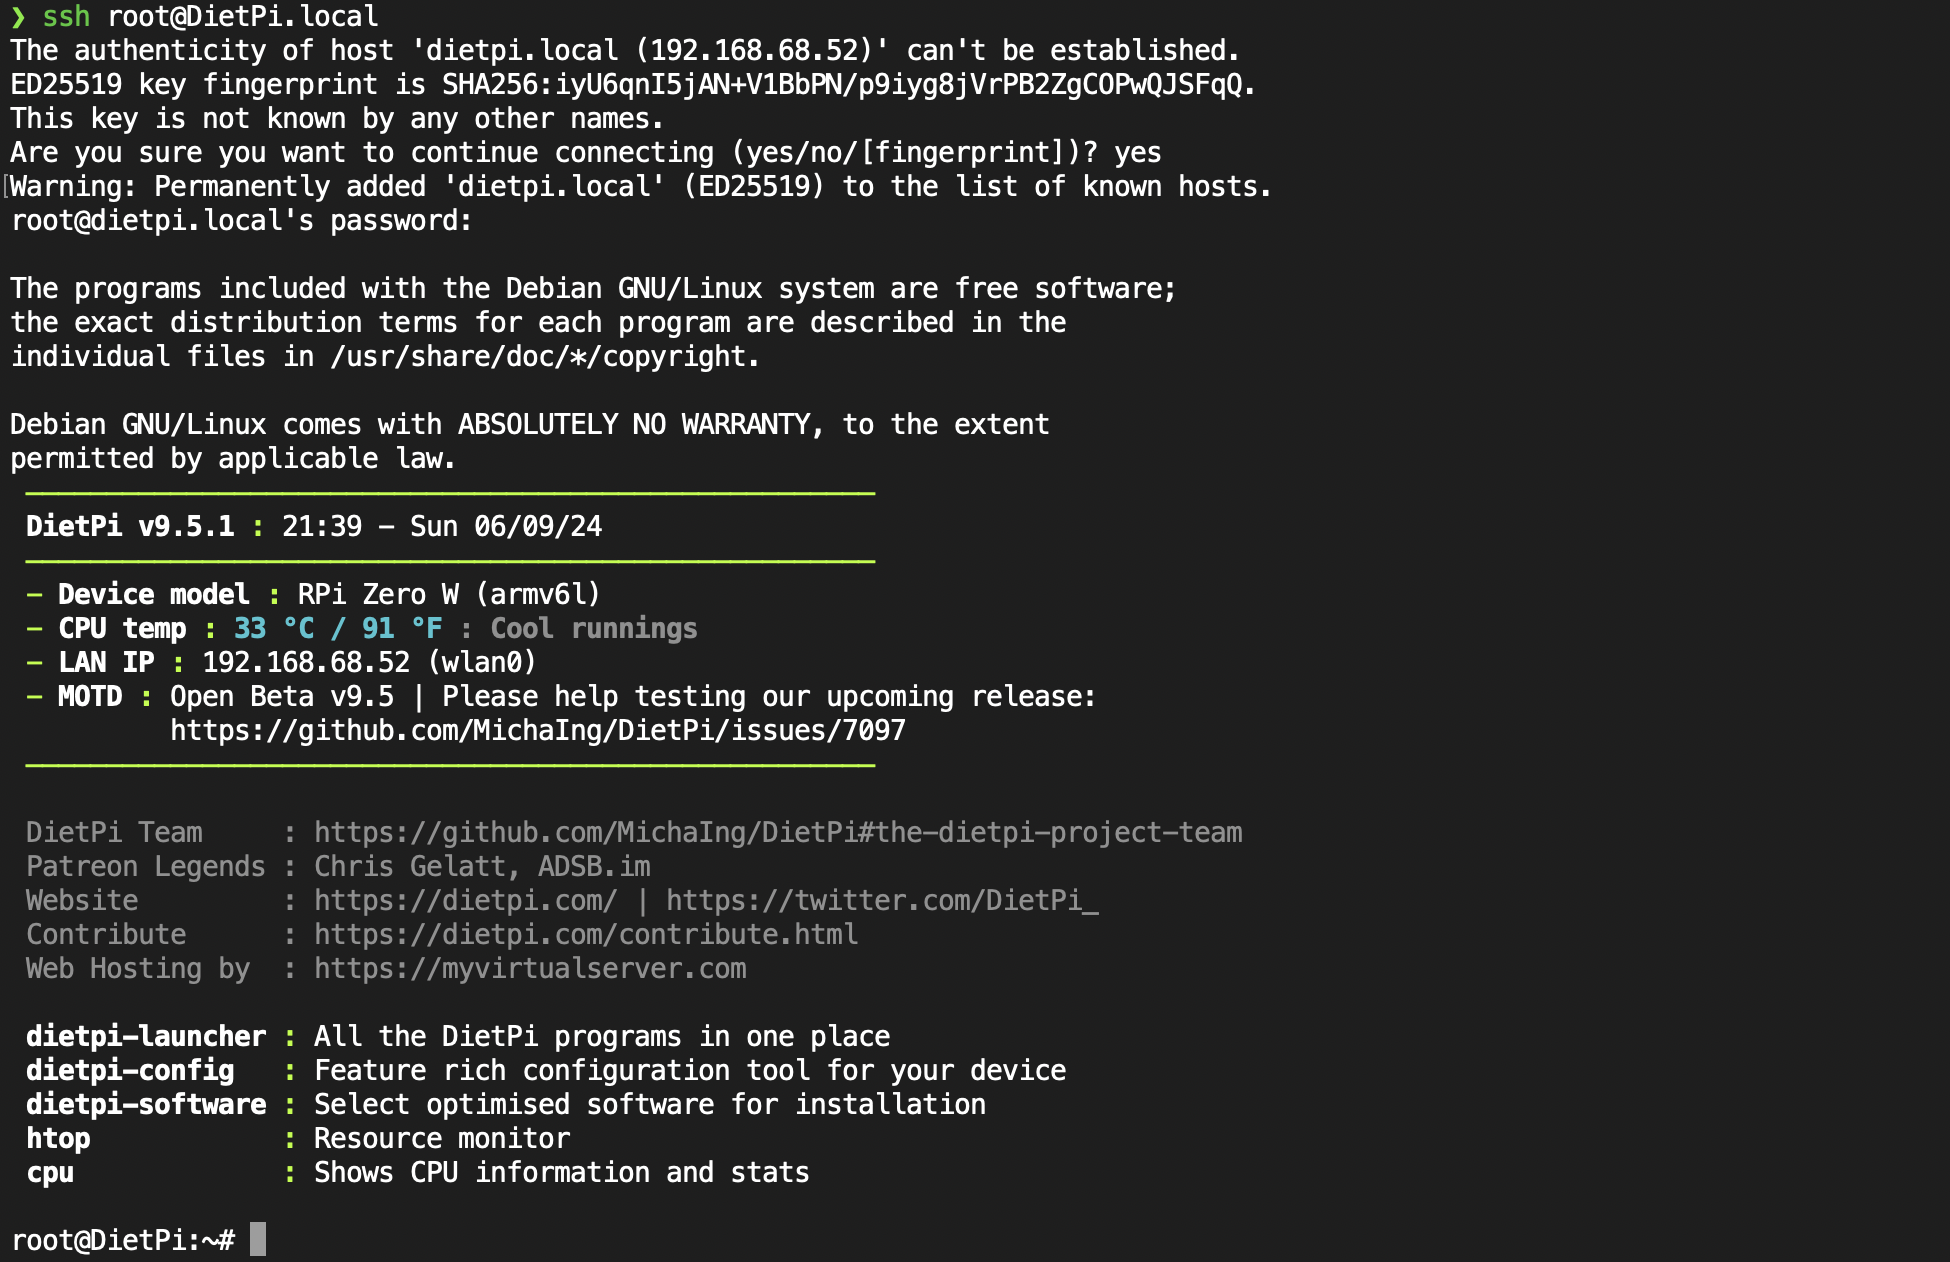 ❯ ssh root@DietPi.local
The authenticity of host 'dietpi.local (192.168.68.52)' can't be established.
ED25519 key fingerprint is SHA256:iyU6qnI5jAN+V1BbPN/p9iyg8jVrPB2ZgCOPwQJSFqQ.
This key is not known by any other names.
Are you sure you want to continue connecting (yes/no/[fingerprint])? yes
Warning: Permanently added 'dietpi.local' (ED25519) to the list of known hosts.
root@dietpi.local's password:

The programs included with the Debian GNU/Linux system are free software;
the exact distribution terms for each program are described in the
individual files in /usr/share/doc/*/copyright.

Debian GNU/Linux comes with ABSOLUTELY NO WARRANTY, to the extent
permitted by applicable law.
DietPi v9.5.1 : 21:39 - Sun 06/09/24
- Device model : RPi Zero W (armv6l)
- CPU temp : 33 °C / 91 °F : Cool runnings
- LAN IP : 192.168.68.52 (wlan0)
- MOTD : Open Beta v9.5 | Please help testing our upcoming release:
https://github.com/MichaIng/DietPi/issues/7097

DietPi Team : https://github.com/MichaIng/DietPi#the-dietpi-project-team
Patreon Legends : Chris Gelatt, ADSB.im
Website : https://dietpi.com/ | https://twitter.com/DietPi_
Contribute : https://dietpi.com/contribute.html
Web Hosting by : https://myvirtualserver.com

dietpi-launcher : All the DietPi programs in one place
dietpi-config : Feature rich configuration tool for your device
dietpi-software : Select optimised software for installation
htop : Resource monitor
cpu : Shows CPU information and stats

root@DietPi:~#